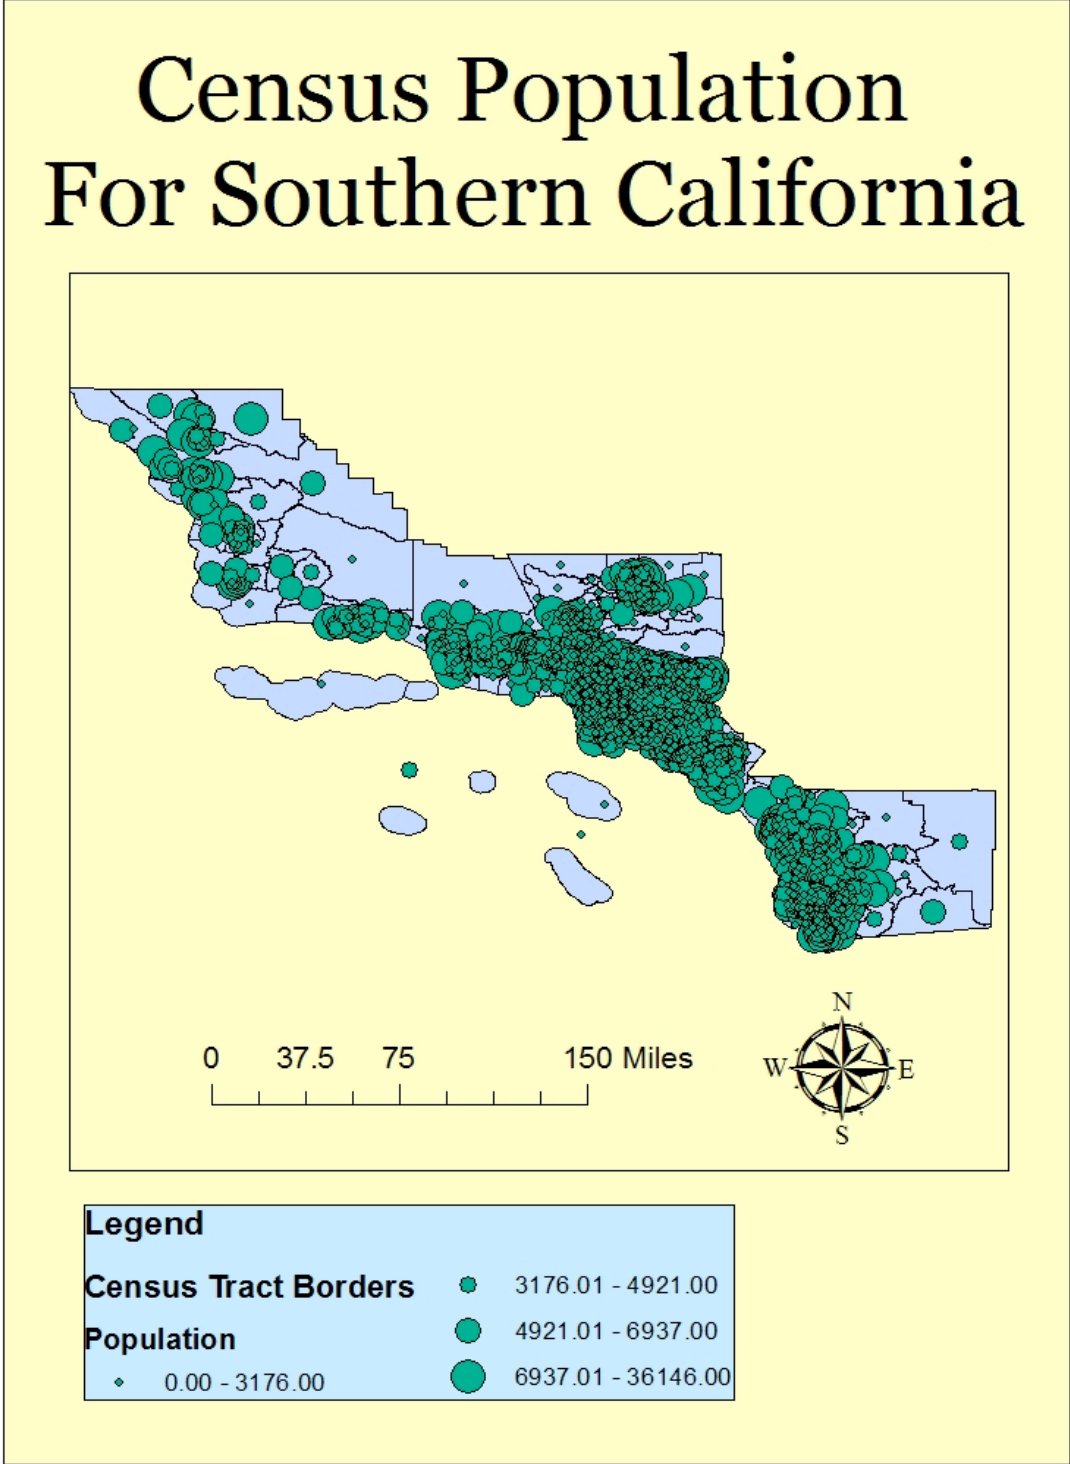 Census Population
For Southern California
N
W E
S
0 37.5 75 150 Miles
Legend
Census Tract Borders
Population
0.00 - 3176.00
3176.01 - 4921.00
4921.01 - 6937.00
6937.01 - 36146.00